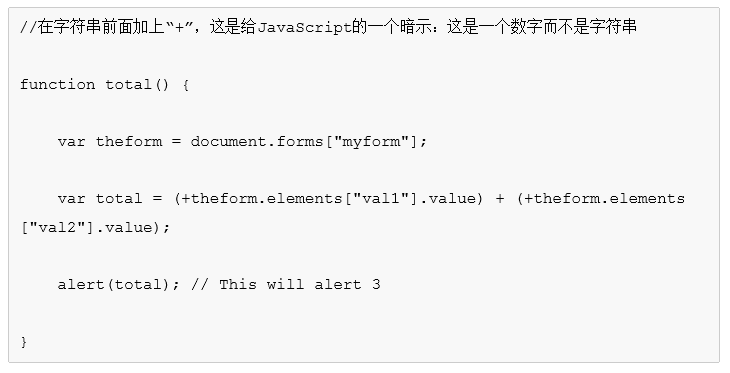 //在字符串前面加上“+”，这是给JavaScript的一个暗示：这是一个数字而不是字符串
function total() {
    var theform = document.forms["myform"];
    var total = (+theform.elements["val1"].value) + (+theform.elements
["val2"].value);
    alert(total); // This will alert 3
}